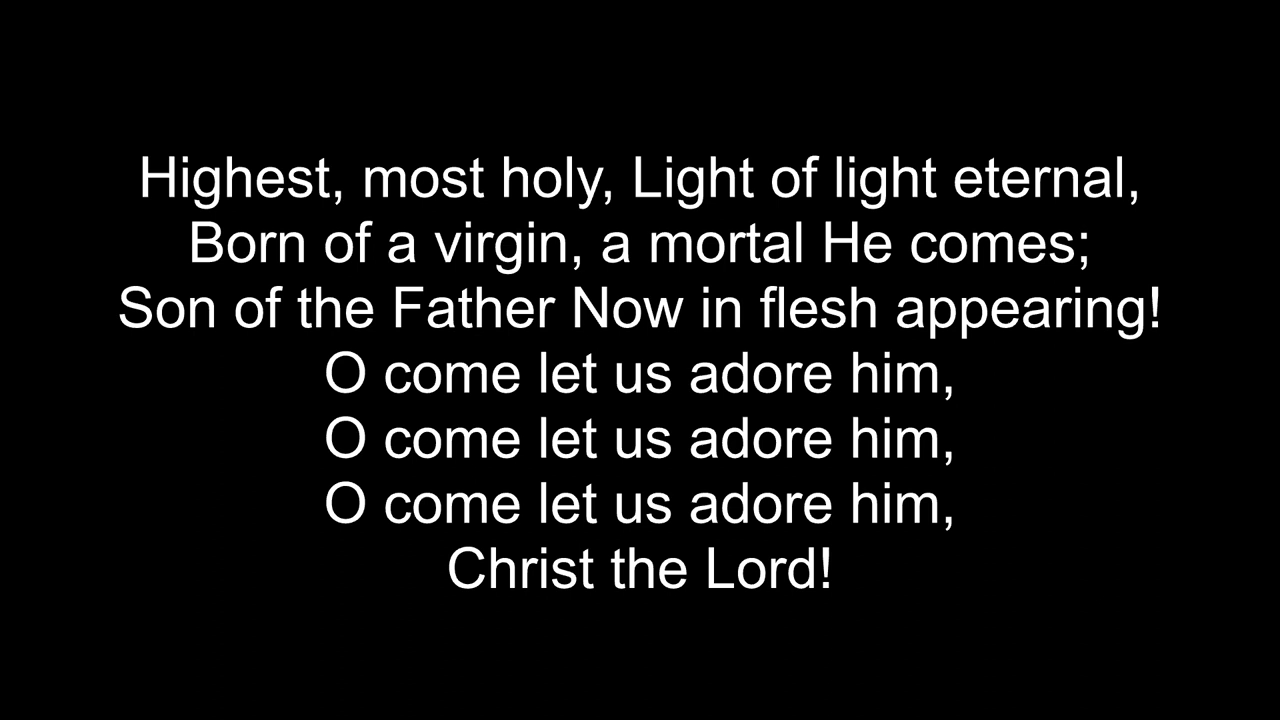 Highest, most holy, Light of light eternal,
Born of a virgin, a mortal He comes;
Son of the Father Now in flesh appearing!
O come let us adore him,
O come let us adore him,
O come let us adore him,
Christ the Lord!